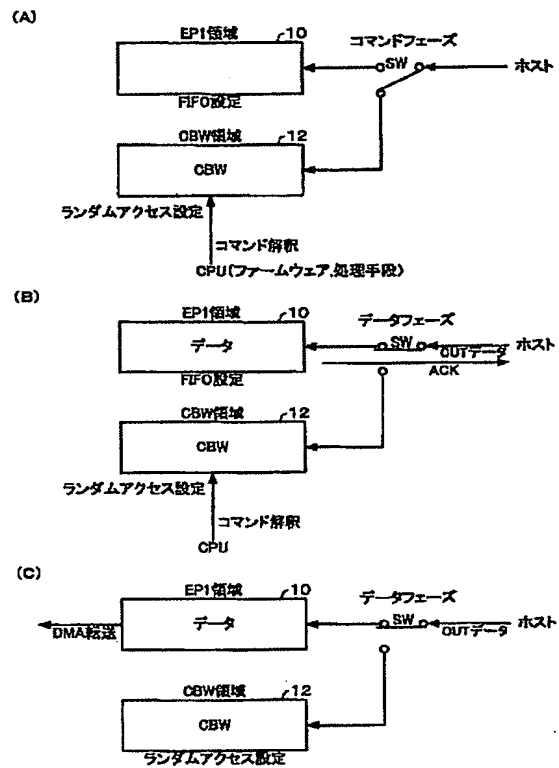 (A)
EP1領域 10
コマンドフェーズ
SW
ホスト
FIFO設定
CBW領域 12
CBW
ランダムアクセス設定
コマンド解釈
CPU(ファームウェア,処理手段)
(B)
EP1領域 10
データフェーズ
データ
SW
ホスト
OUTデータ
ACK
FIFO設定
CBW領域 12
CBW
ランダムアクセス設定
コマンド解釈
CPU
(C)
EP1領域 10
データフェーズ
DMA転送
データ
SW
ホスト
OUTデータ
CBW領域 12
CBW
ランダムアクセス設定